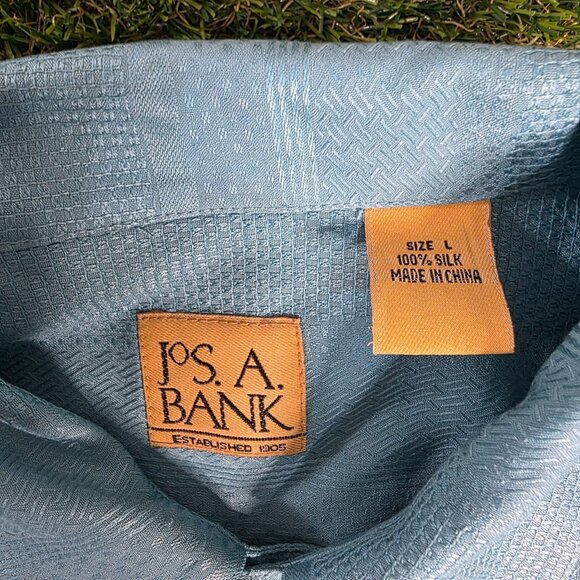 SIZE L
100% SILK
MADE IN CHINA
JOS. A.
BANK
ESTABLISHED 1905